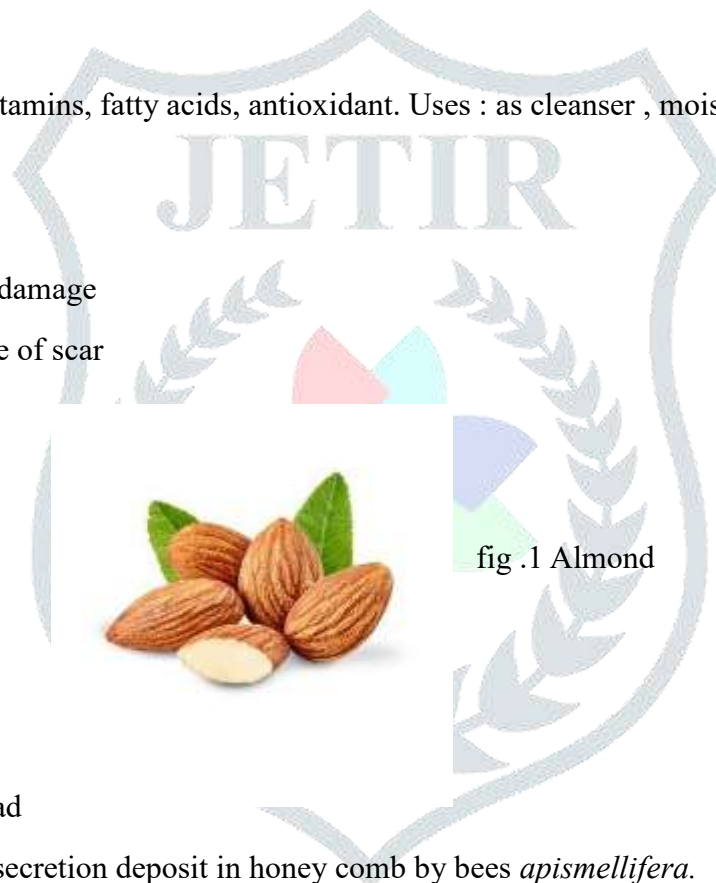 tamins, fatty acids, antioxidant. Uses : as cleanser , mois
JETIR
damage
e of scar
fig .1 Almond
ad
secretion deposit in honey comb by bees apismellifera.